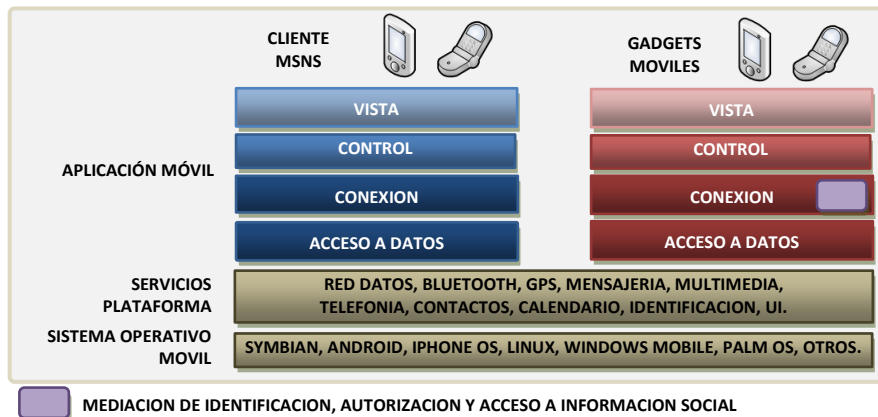 CLIENTE
MSNS
GADGETS
MOVILES
APLICACIÓN MÓVIL
VISTA
CONTROL
CONEXION
ACCESO A DATOS
VISTA
CONTROL
CONEXION
ACCESO A DATOS
SERVICIOS
PLATAFORMA
RED DATOS, BLUETOOTH, GPS, MENSAJERIA, MULTIMEDIA,
TELEFONIA, CONTACTOS, CALENDARIO, IDENTIFICACION, UI.
SISTEMA OPERATIVO
MOVIL
SYMBIAN, ANDROID, IPHONE OS, LINUX, WINDOWS MOBILE, PALM OS, OTROS.
MEDIACION DE IDENTIFICACION, AUTORIZACION Y ACCESO A INFORMACION SOCIAL